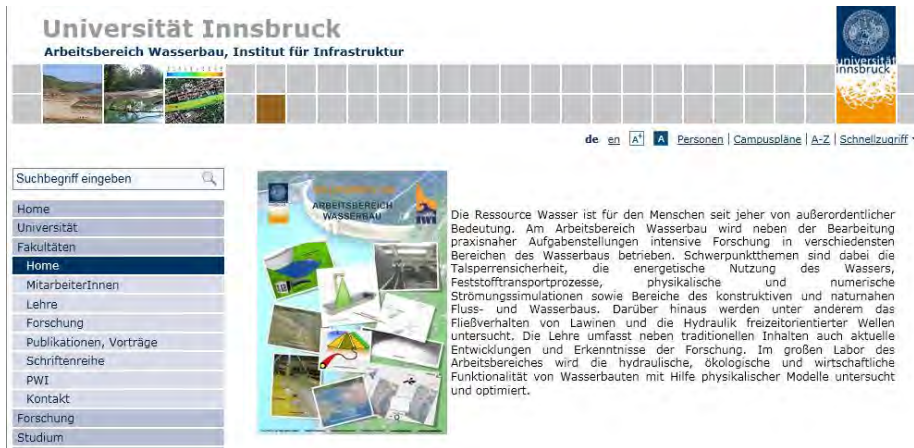 Universität Innsbruck
Arbeitsbereich Wasserbau, Institut für Infrastruktur
universität
innsbruck
de en A+ A Personen | Campuspläne | A-Z | Schnellzugriff
Suchbegriff eingeben
Home
Universität
Fakultäten
Home
MitarbeiterInnen
Lehre
Forschung
Publikationen, Vorträge
Schriftenreihe
PWI
Kontakt
Forschung
Studium
ARBEITSBEREICH
WASSERBAU
Die Ressource Wasser ist für den Menschen seit jeher von außerordentlicher
Bedeutung. Am Arbeitsbereich Wasserbau wird neben der Bearbeitung
praxisnaher Aufgabenstellungen intensive Forschung in verschiedensten
Bereichen des Wasserbaus betrieben. Schwerpunktthemen sind dabei die
Talsperrensicherheit, die energetische Nutzung des Wassers,
Feststofftransportprozesse, physikalische und numerische
Strömungssimulationen sowie Bereiche des konstruktiven und naturnahen
Fluss- und Wasserbaus. Darüber hinaus werden unter anderem das
Fließverhalten von Lawinen und die Hydraulik freizeitorientierter Wellen
untersucht. Die Lehre umfasst neben traditionellen Inhalten auch aktuelle
Entwicklungen und Erkenntnisse der Forschung. Im großen Labor des
Arbeitsbereiches wird die hydraulische, ökologische und wirtschaftliche
Funktionalität von Wasserbauten mit Hilfe physikalischer Modelle untersucht
und optimiert.